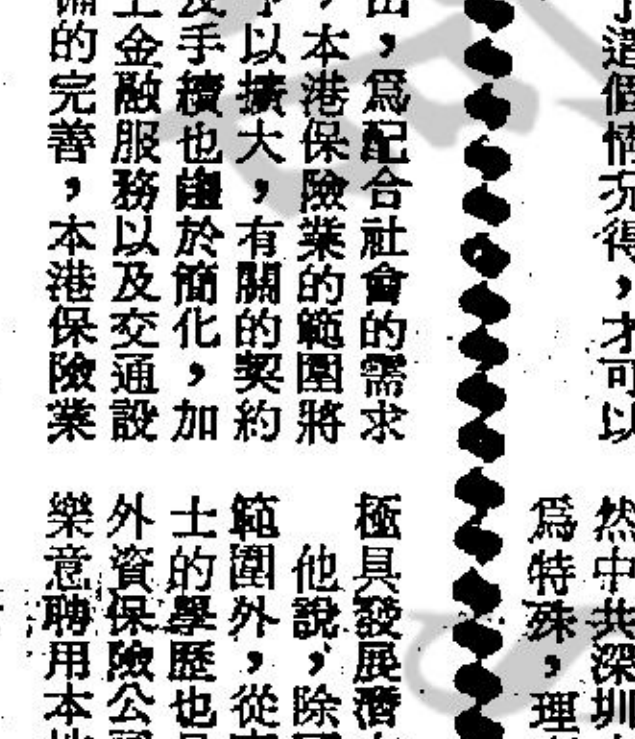 這個情況得，才可以
然中共深圳
爲特殊，理
，爲配合社會的需求
，本港保險業的範圍將
以擴大，有關的契約
及手續也趨於簡化，加
上金融服務以及交通設
備的完善，本港保險業
極具發展潛
他說，除
範圍外，從
士的學歷也
外資保險公
樂意聘用本